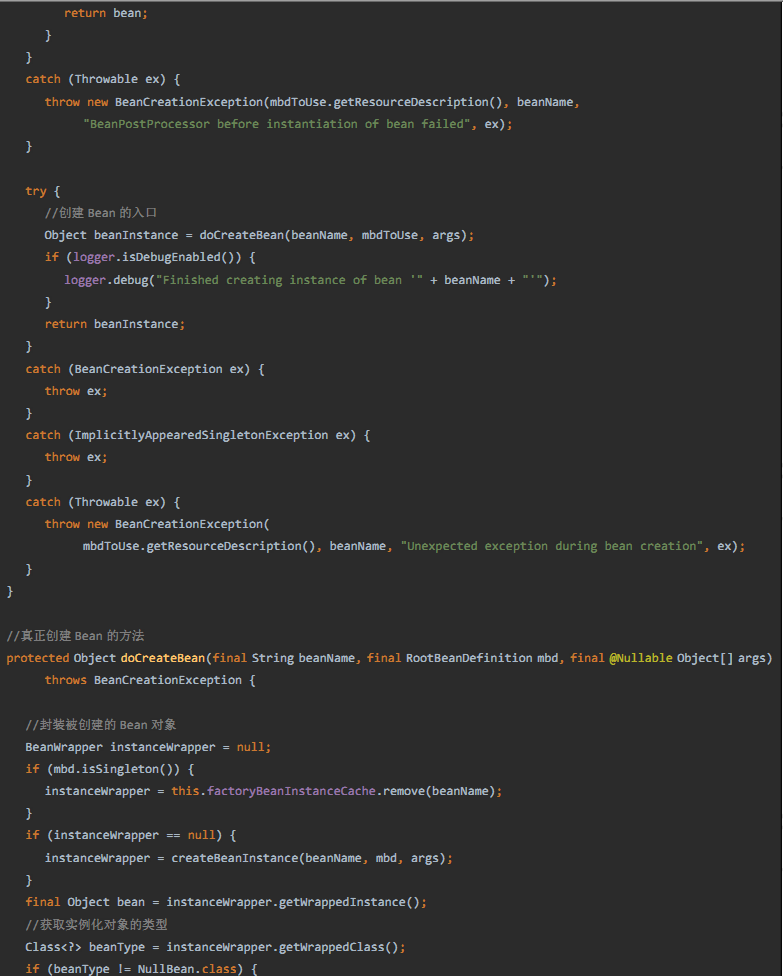 return bean;
}
}
catch (Throwable ex) {
throw new BeanCreationException(mbdToUse.getResourceDescription(), beanName,
"BeanPostProcessor before instantiation of bean failed", ex);
}
try {
//创建 Bean 的入口
Object beanInstance = doCreateBean(beanName, mbdToUse, args);
if (logger.isDebugEnabled()) {
logger.debug("Finished creating instance of bean '" + beanName + "'");
}
return beanInstance;
}
catch (BeanCreationException ex) {
throw ex;
}
catch (ImplicitlyAppearedSingletonException ex) {
throw ex;
}
catch (Throwable ex) {
throw new BeanCreationException(
mbdToUse.getResourceDescription(), beanName, "Unexpected exception during bean creation", ex);
}
}
//真正创建 Bean 的方法
protected Object doCreateBean(final String beanName, final RootBeanDefinition mbd, final @Nullable Object[] args)
throws BeanCreationException {
//封装被创建的 Bean 对象
BeanWrapper instanceWrapper = null;
if (mbd.isSingleton()) {
instanceWrapper = this.factoryBeanInstanceCache.remove(beanName);
}
if (instanceWrapper == null) {
instanceWrapper = createBeanInstance(beanName, mbd, args);
}
final Object bean = instanceWrapper.getWrappedInstance();
//获取实例化对象的类型
Class<?> beanType = instanceWrapper.getWrappedClass();
if (beanType != NullBean.class) {